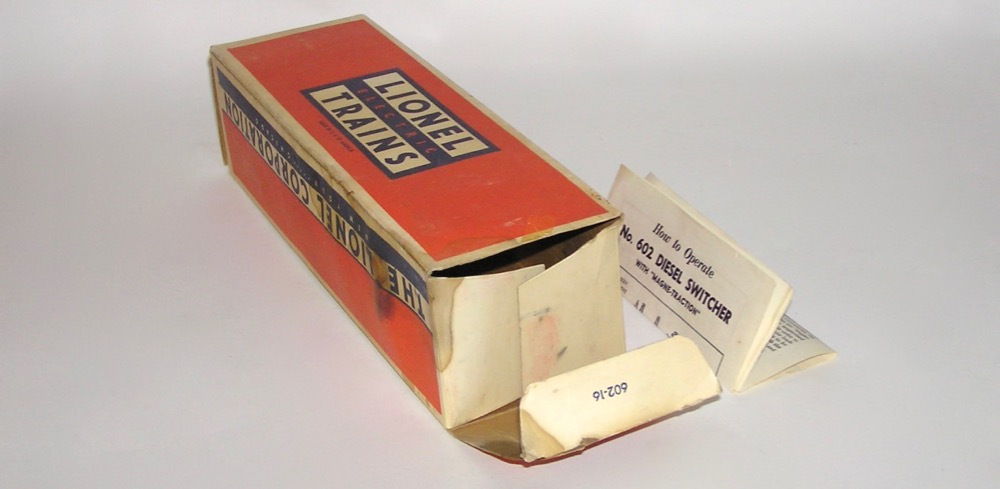 LIONEL
ELECTRIC
TRAINS
THE LIONEL CORPORATION
How to Operate
No. 602 DIESEL SWITCHER
WITH "MAGNE-TRACTION"
602-16